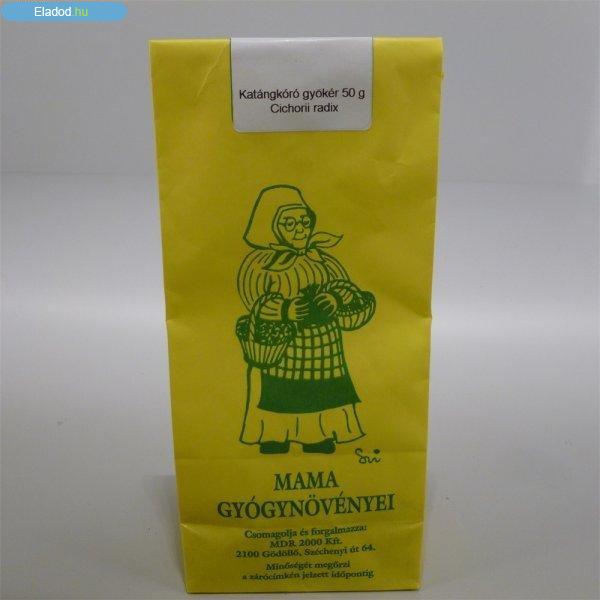 Eladod.hu
Katángkóró gyökér 50 g
Cichorii radix
MAMA
GYÓGYNÖVÉNYEI
Csomagolja és forgalmazza:
MDR 2000 Kft.
2100 Gödöllő, Széchenyi út 64.
Minőségét megőrzi
a zárócímkén jelzett időpontig